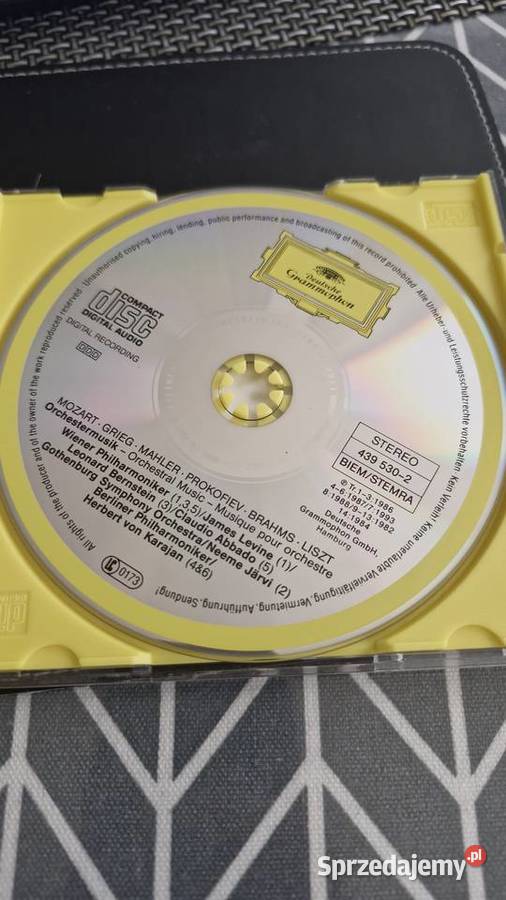 All rights of the producer and of the owner of the work reproduced reserved. Unauthorised copying, hiring, lending, public performance and broadcasting of this record prohibited. Alle Urheber- und Leistungsschutzrechte vorbehalten. Kein Verleih! Keine unerlaubte Vervielfältigung, Vermietung, Aufführung, Sendung!
Deutsche
Grammophon
COMPACT
disc
DIGITAL AUDIO
DIGITAL RECORDING
DDD
MOZART · GRIEG · MAHLER · PROKOFIEV · BRAHMS · LISZT
Orchestermusik – Orchestral Music – Musique pour orchestre
Wiener Philharmoniker (1,3,5)/James Levine (1)/
Leonard Bernstein (3)/Claudio Abbado (5)
Gothenburg Symphony Orchestra/Neeme Järvi (2)
Berliner Philharmoniker/
Herbert von Karajan (4&6)
STEREO
439 530-2
BIEM/STEMRA
℗ Tr.1-3:1986
4-6:1987/7:1993
8:1988/9-13:1982
14:1984
Deutsche
Grammophon GmbH,
Hamburg
LC 0173
Sprzedajemy.pl